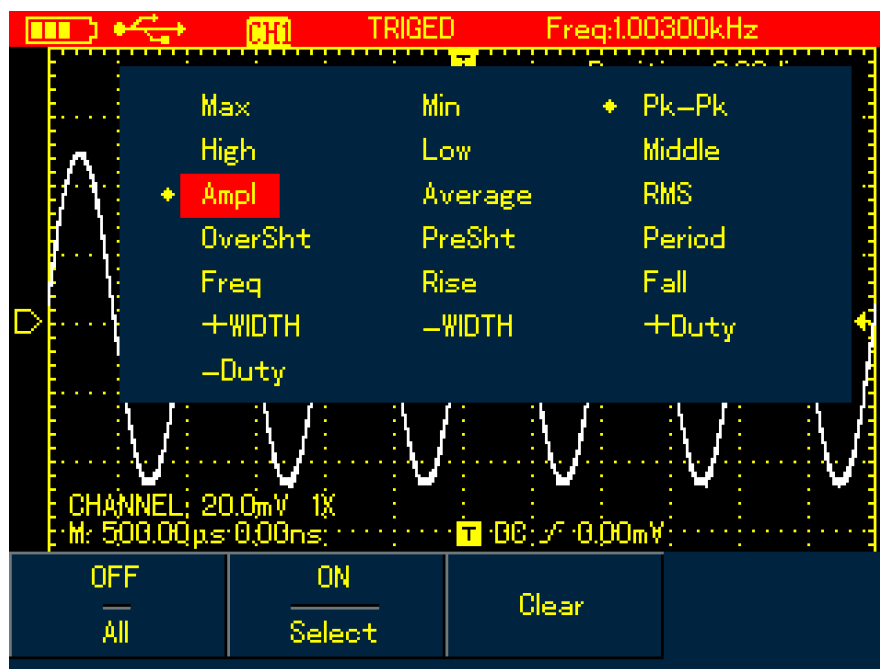 CH1 TRIGED Freq:1.00300kHz
T
Max Min Pk-Pk
High Low Middle
Ampl Average RMS
OverSht PreSht Period
Freq Rise Fall
+WIDTH -WIDTH +Duty
-Duty
CHANNEL: 20.0mV 1X
M: 500.00μs 0.00ns T DC 0.00mV
OFF ON
Clear
All Select